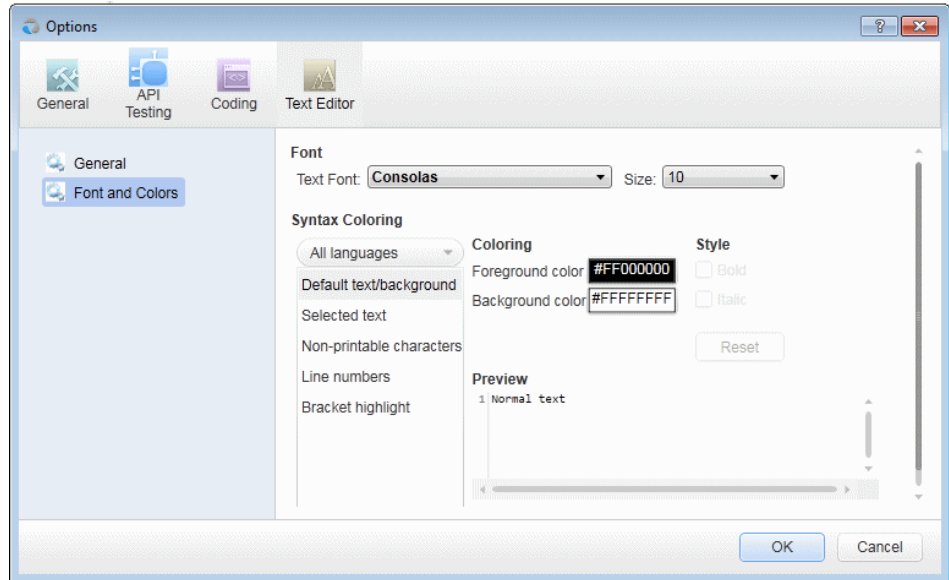 Options
?
General
API
Testing
Coding
Text Editor
General
Font and Colors
Font
Text Font: Consolas Size: 10
Syntax Coloring
All languages
Default text/background
Selected text
Non-printable characters
Line numbers
Bracket highlight
Coloring
Foreground color #FF000000
Background color #FFFFFFFF
Style
Bold
Italic
Reset
Preview
1 Normal text
OK Cancel